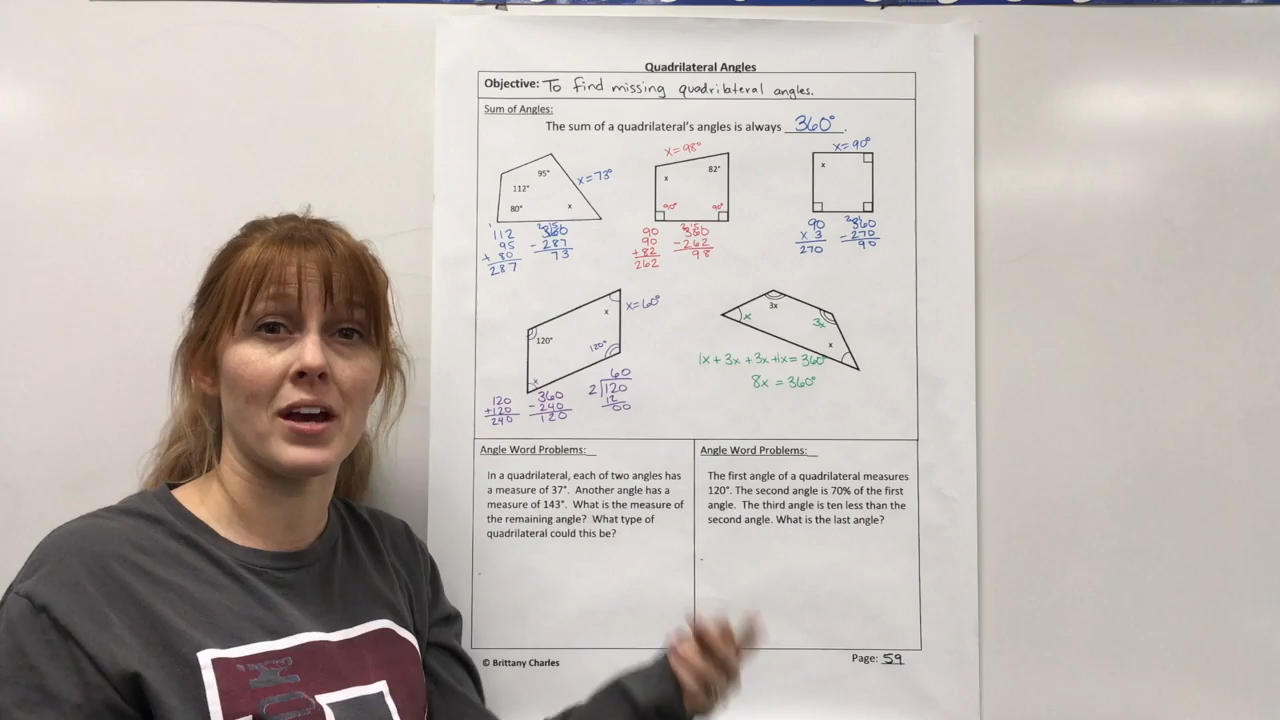 Quadrilateral Angles
Objective: To find missing quadrilateral angles.
Sum of Angles:
The sum of a quadrilateral's angles is always 360°.
95°
112°
80°
x
x=73°
112
95
+ 80
287
360
- 287
73
x=98°
x
82°
90°
90°
90
90
+82
262
360
-262
98
x=90°
x
90
x 3
270
360
-270
90
120°
x
x=60°
120°
x
120
+120
240
360
-240
120
60
2 120
12
00
3x
x
3x
x
1x + 3x + 3x + 1x = 360°
8x = 360°
Angle Word Problems:
In a quadrilateral, each of two angles has
a measure of 37°. Another angle has a
measure of 143°. What is the measure of
the remaining angle? What type of
quadrilateral could this be?
Angle Word Problems:
The first angle of a quadrilateral measures
120°. The second angle is 70% of the first
angle. The third angle is ten less than the
second angle. What is the last angle?
© Brittany Charles
Page: 59